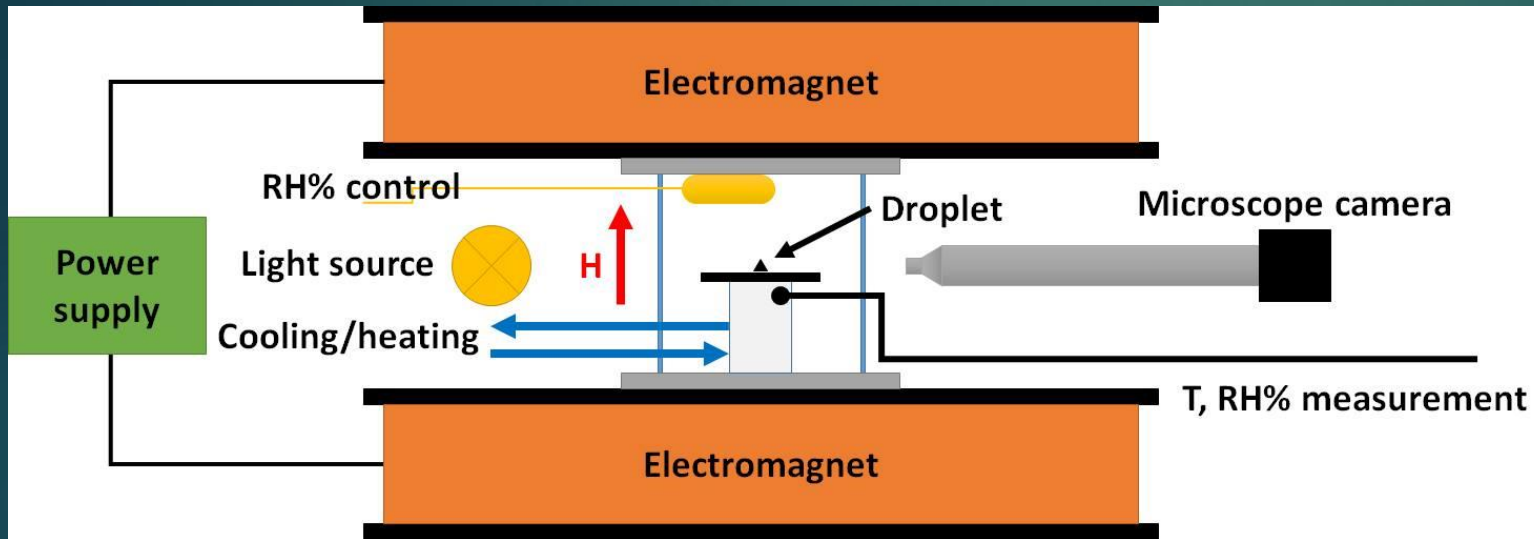 Electromagnet
RH% control
Droplet
Microscope camera
Power
supply
Light source
H
Cooling/heating
T, RH% measurement
Electromagnet